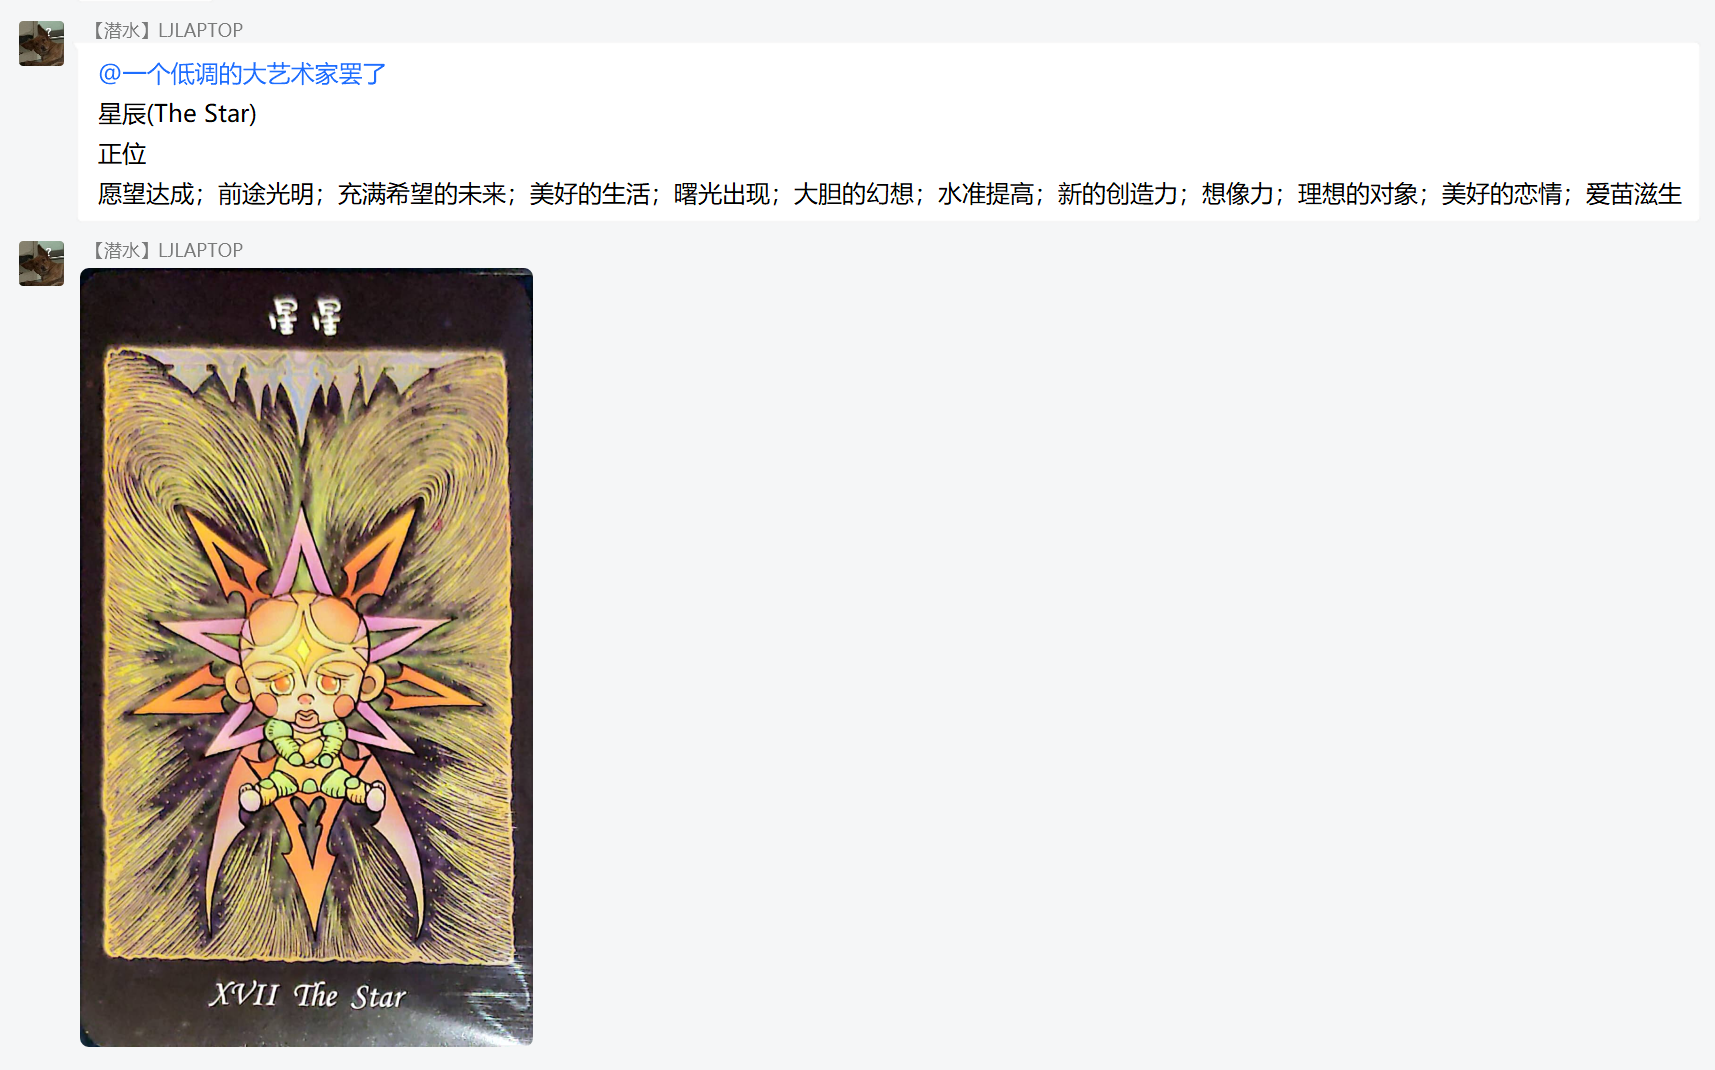 【潜水】LJLAPTOP
@一个低调的大艺术家罢了
星辰(The Star)
正位
愿望达成；前途光明；充满希望的未来；美好的生活；曙光出现；大胆的幻想；水准提高；新的创造力；想像力；理想的对象；美好的恋情；爱苗滋生
【潜水】LJLAPTOP
星星
XVII The Star